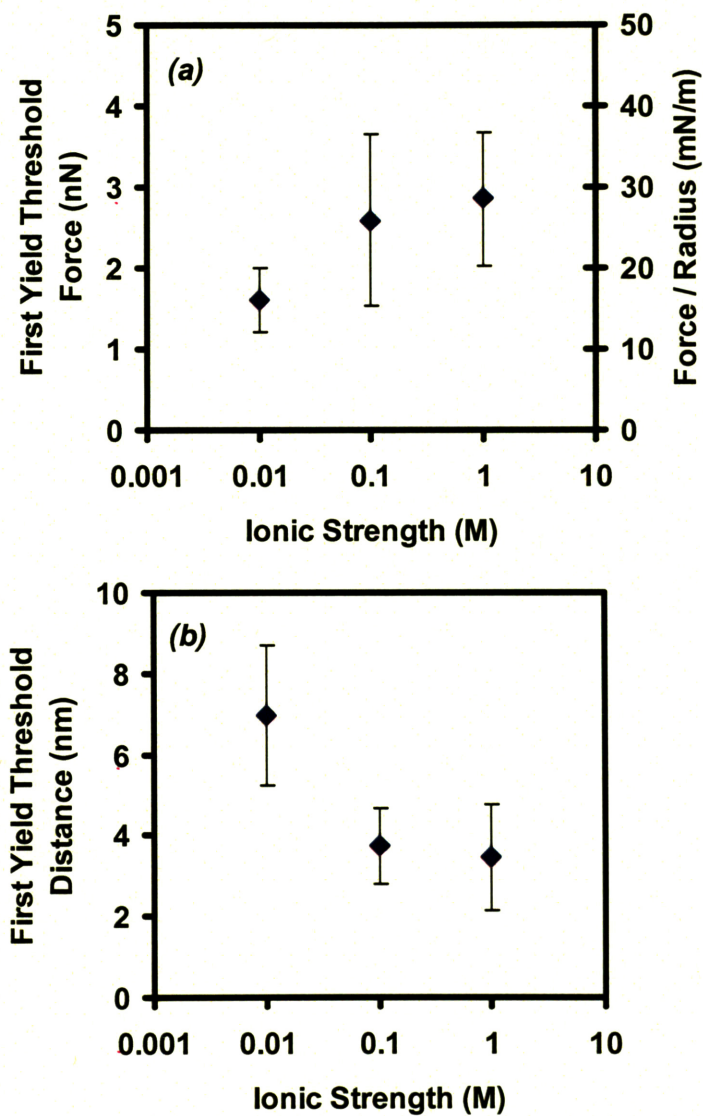 (a)
First Yield Threshold
Force (nN)
5
4
3
2
1
0
50
40
30
20
10
0
Force / Radius (mN/m)
0.001 0.01 0.1 1 10
Ionic Strength (M)
(b)
First Yield Threshold
Distance (nm)
10
8
6
4
2
0
0.001 0.01 0.1 1 10
Ionic Strength (M)